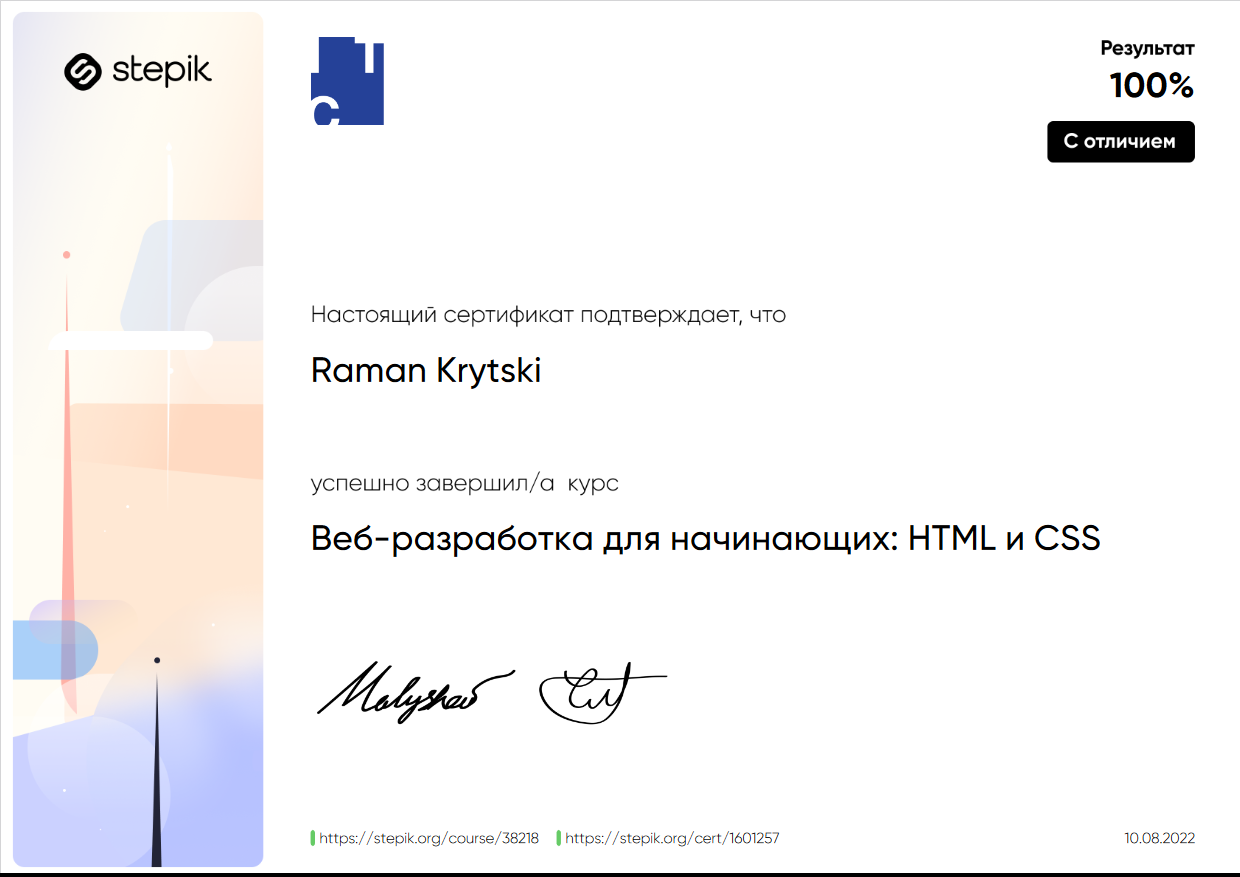 stepik
Результат
100%
С отличием
Настоящий сертификат подтверждает, что
Raman Krytski
успешно завершил/а курс
Веб-разработка для начинающих: HTML и CSS
Malyshev
https://stepik.org/course/38218
https://stepik.org/cert/1601257
10.08.2022